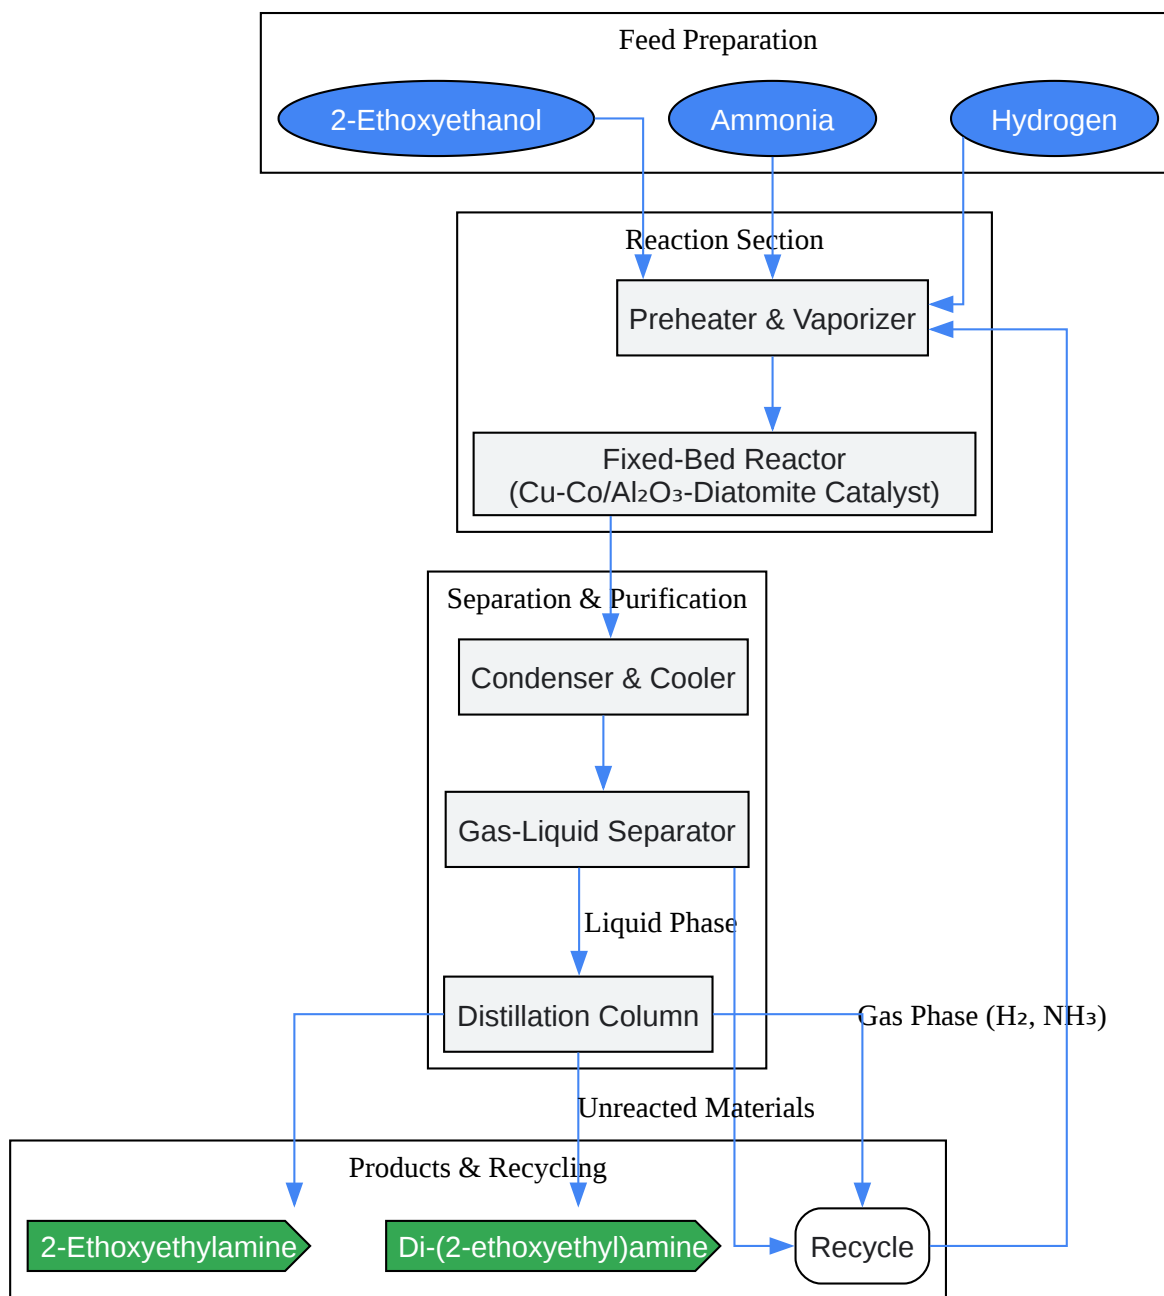 Feed Preparation
2-Ethoxyethanol
Ammonia
Hydrogen
Reaction Section
Preheater & Vaporizer
Fixed-Bed Reactor
(Cu-Co/Al₂O₃-Diatomite Catalyst)
Separation & Purification
Condenser & Cooler
Gas-Liquid Separator
Liquid Phase
Distillation Column
Gas Phase (H₂, NH₃)
Unreacted Materials
Products & Recycling
2-Ethoxyethylamine
Di-(2-ethoxyethyl)amine
Recycle